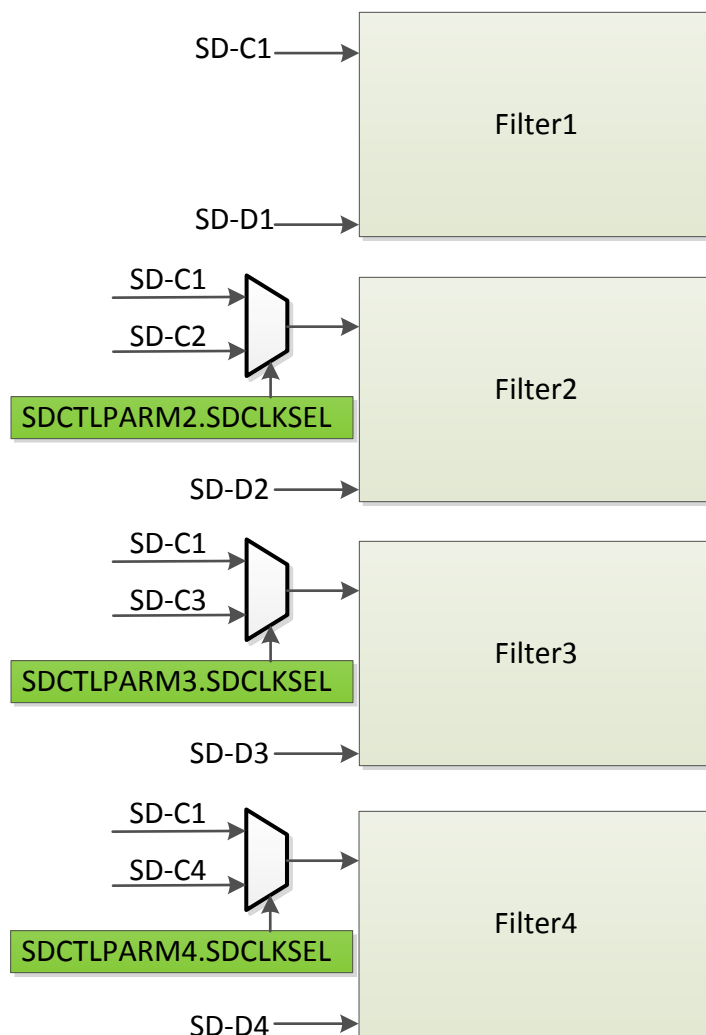 SD-C1
Filter1
SD-D1
SD-C1
SD-C2
Filter2
SDCTLPARM2.SDCLKSEL
SD-D2
SD-C1
SD-C3
Filter3
SDCTLPARM3.SDCLKSEL
SD-D3
SD-C1
SD-C4
Filter4
SDCTLPARM4.SDCLKSEL
SD-D4